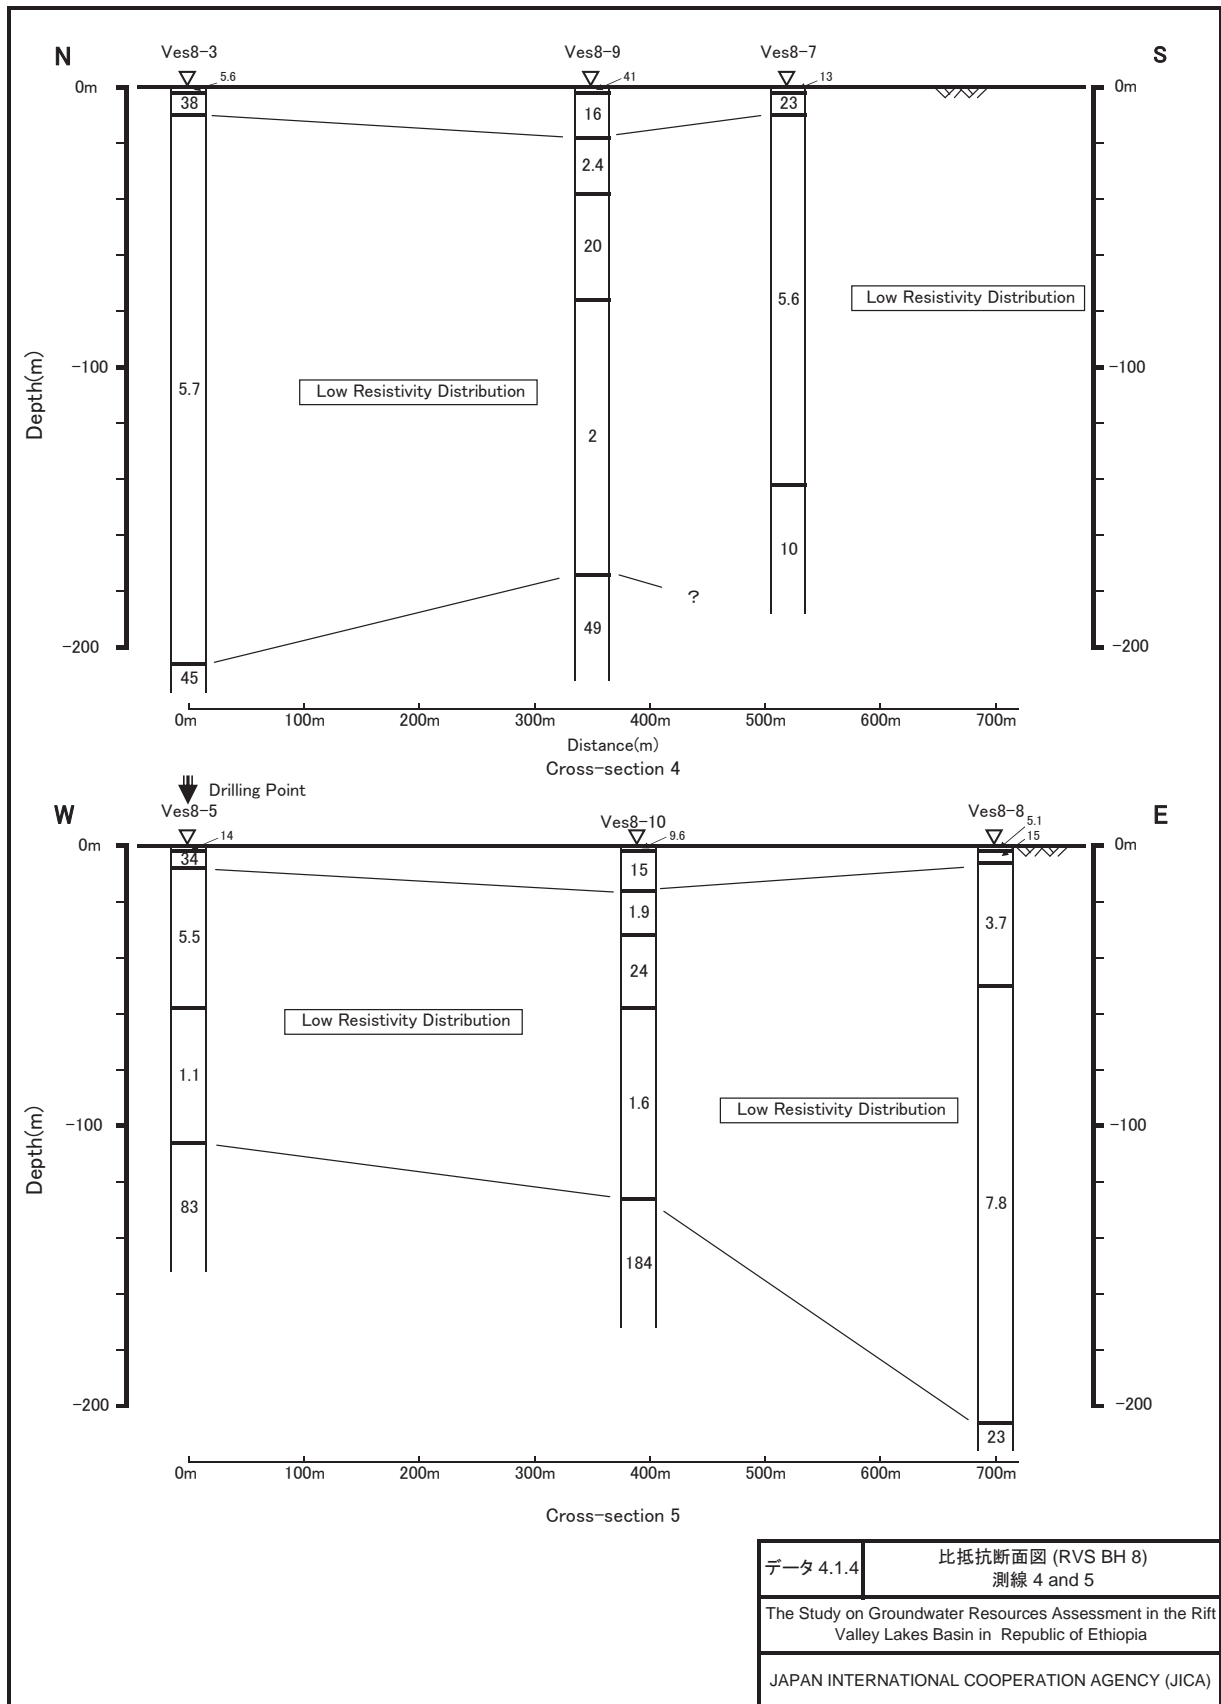 N
S
Ves8-3
Ves8-9
Ves8-7
5.6
41
13
0m
0m
38
16
23
2.4
20
5.6
Low Resistivity Distribution
Depth(m)
-100
-100
5.7
Low Resistivity Distribution
2
10
?
49
-200
-200
45
0m
100m
200m
300m
400m
500m
600m
700m
Distance(m)
Cross-section 4
Drilling Point
W
E
Ves8-5
Ves8-10
Ves8-8
14
9.6
5.1
15
0m
0m
34
15
1.9
3.7
5.5
24
Low Resistivity Distribution
1.1
1.6
Low Resistivity Distribution
Depth(m)
-100
-100
83
7.8
184
-200
-200
23
0m
100m
200m
300m
400m
500m
600m
700m
Cross-section 5
データ 4.1.4
比抵抗断面図 (RVS BH 8)
測線 4 and 5
The Study on Groundwater Resources Assessment in the Rift
Valley Lakes Basin in Republic of Ethiopia
JAPAN INTERNATIONAL COOPERATION AGENCY (JICA)